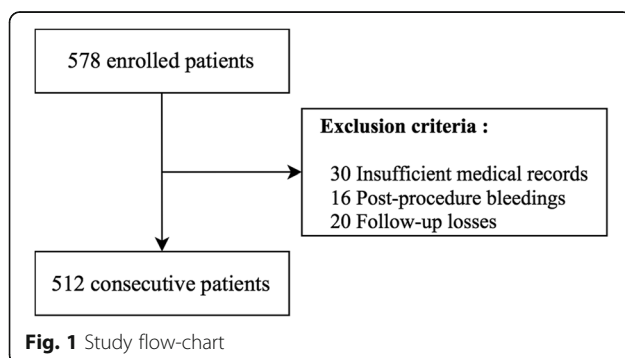 578 enrolled patients
Exclusion criteria :
30 Insufficient medical records
16 Post-procedure bleedings
20 Follow-up losses
512 consecutive patients
Fig. 1 Study flow-chart